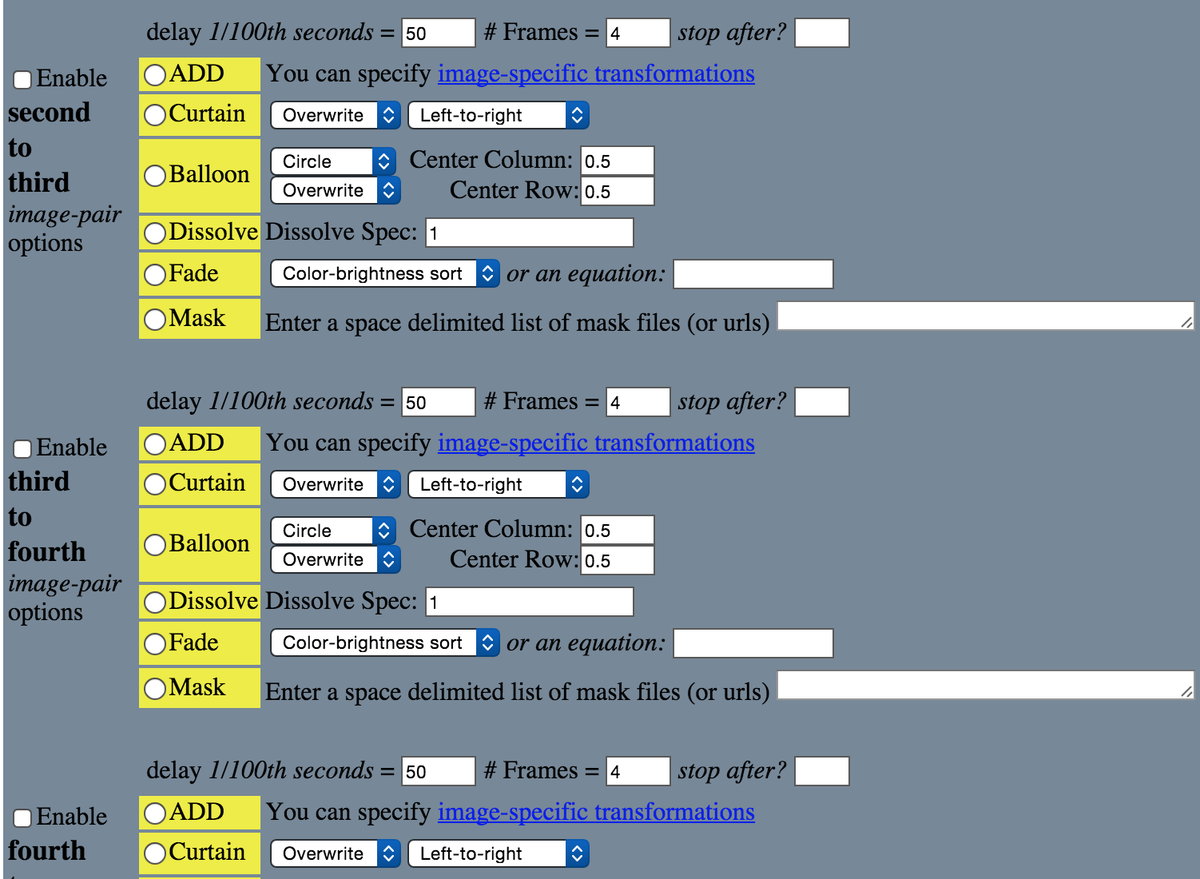 delay 1/100th seconds = 50 # Frames = 4 stop after?
Enable ADD You can specify image-specific transformations
second Curtain Overwrite Left-to-right
to
third Balloon Circle Center Column: 0.5
Overwrite Center Row: 0.5
image-pair
options Dissolve Dissolve Spec: 1
Fade Color-brightness sort or an equation:
Mask Enter a space delimited list of mask files (or urls)
delay 1/100th seconds = 50 # Frames = 4 stop after?
Enable ADD You can specify image-specific transformations
third Curtain Overwrite Left-to-right
to
fourth Balloon Circle Center Column: 0.5
Overwrite Center Row: 0.5
image-pair
options Dissolve Dissolve Spec: 1
Fade Color-brightness sort or an equation:
Mask Enter a space delimited list of mask files (or urls)
delay 1/100th seconds = 50 # Frames = 4 stop after?
Enable ADD You can specify image-specific transformations
fourth Curtain Overwrite Left-to-right